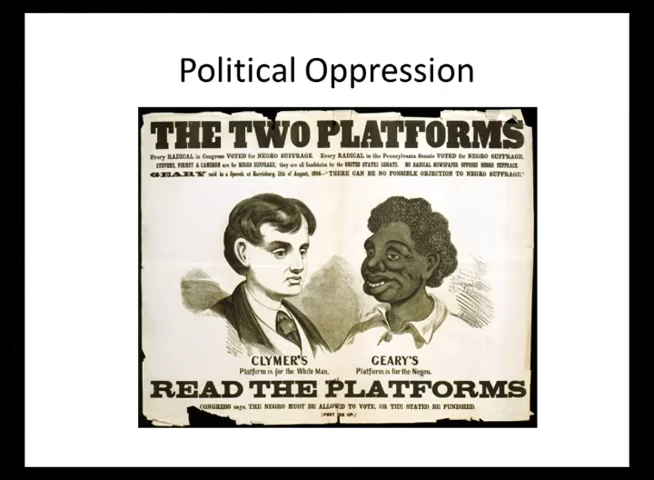 Political Oppression
THE TWO PLATFORMS
Every RADICAL in Congress VOTED for NEGRO SUFFRAGE. Every RADICAL in the Pennsylvania Senate VOTED for NEGRO SUFFRAGE.
STEVENS, FORNEY & CAMERON are for NEGRO SUFFRAGE; they are all Candidates for the UNITED STATES SENATE. NO RADICAL NEWSPAPER OPPOSES NEGRO SUFFRAGE
GEARY said in a Speech at Harrisburg, 11th of August, 1866—"THERE CAN BE NO POSSIBLE OBJECTION TO NEGRO SUFFRAGE."
CLYMER'S
Platform is for the White Man.
GEARY'S
Platform is for the Negro.
READ THE PLATFORMS
CONGRESS says, THE NEGRO MUST BE ALLOWED TO VOTE, OR THE STATES BE PUNISHED.